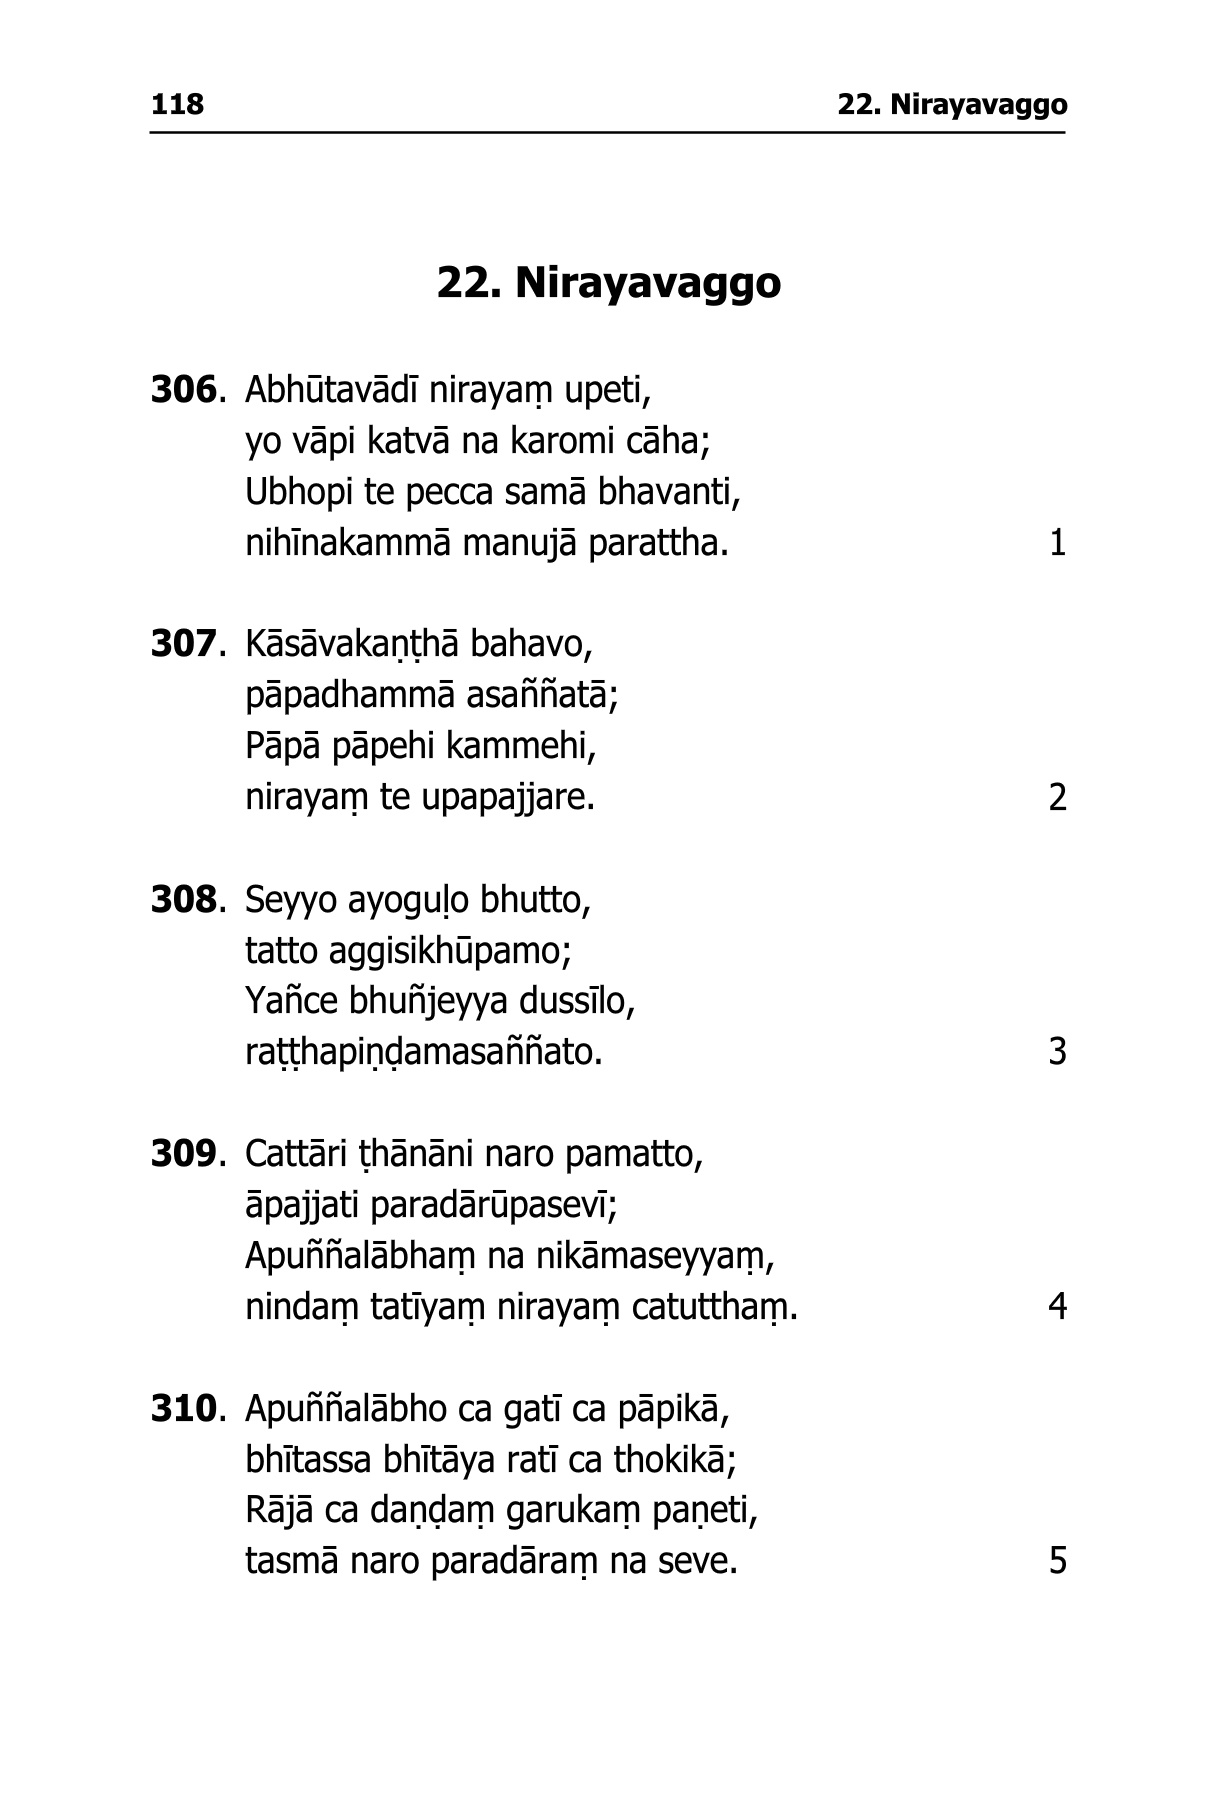 118 22. Nirayavaggo
22. Nirayavaggo
306. Abhūtavādī nirayaṃ upeti,
yo vāpi katvā na karomi cāha;
Ubhopi te pecca samā bhavanti,
nihīnakammā manujā parattha. 1
307. Kāsāvakaṇṭhā bahavo,
pāpadhammā asaññatā;
Pāpā pāpehi kammehi,
nirayaṃ te upapajjare. 2
308. Seyyo ayoguḷo bhutto,
tatto aggisikhūpamo;
Yañce bhuñjeyya dussīlo,
raṭṭhapiṇḍamasaññato. 3
309. Cattāri ṭhānāni naro pamatto,
āpajjati paradārūpasevī;
Apuññalābhaṃ na nikāmaseyyaṃ,
nindaṃ tatīyaṃ nirayaṃ catutthaṃ. 4
310. Apuññalābho ca gatī ca pāpikā,
bhītassa bhītāya ratī ca thokikā;
Rājā ca daṇḍaṃ garukaṃ paṇeti,
tasmā naro paradāraṃ na seve. 5